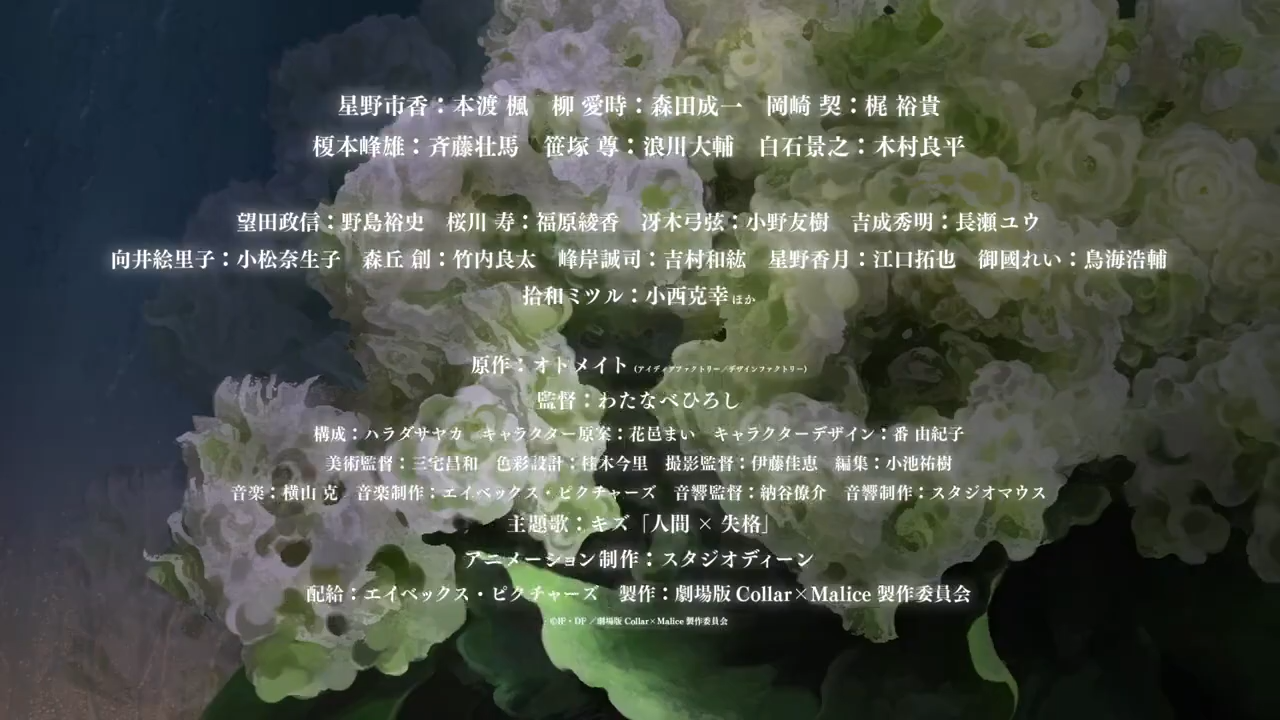 星野市香：本渡 楓　柳 愛時：森田成一　岡崎 契：梶 裕貴
榎本峰雄：斉藤壮馬　笹塚 尊：浪川大輔　白石景之：木村良平
望田政信：野島裕史　桜川 寿：福原綾香　冴木弓弦：小野友樹　吉成秀明：長瀬ユウ
向井絵里子：小松奈生子　森丘 創：竹内良太　峰岸誠司：吉村和紘　星野香月：江口拓也　御國れい：鳥海浩輔
拾和ミツル：小西克幸 ほか
原作：オトメイト（アイディアファクトリー／デザインファクトリー）
監督：わたなべひろし
構成：ハラダサヤカ　キャラクター原案：花邑まい　キャラクターデザイン：番 由紀子
美術監督：三宅昌和　色彩設計：桂木今里　撮影監督：伊藤佳恵　編集：小池祐樹
音楽：横山 克　音楽制作：エイベックス・ピクチャーズ　音響監督：納谷僚介　音響制作：スタジオマウス
主題歌：キズ「人間 × 失格」
アニメーション制作：スタジオディーン
配給：エイベックス・ピクチャーズ　製作：劇場版 Collar×Malice 製作委員会
©IF・DF／劇場版 Collar×Malice 製作委員会